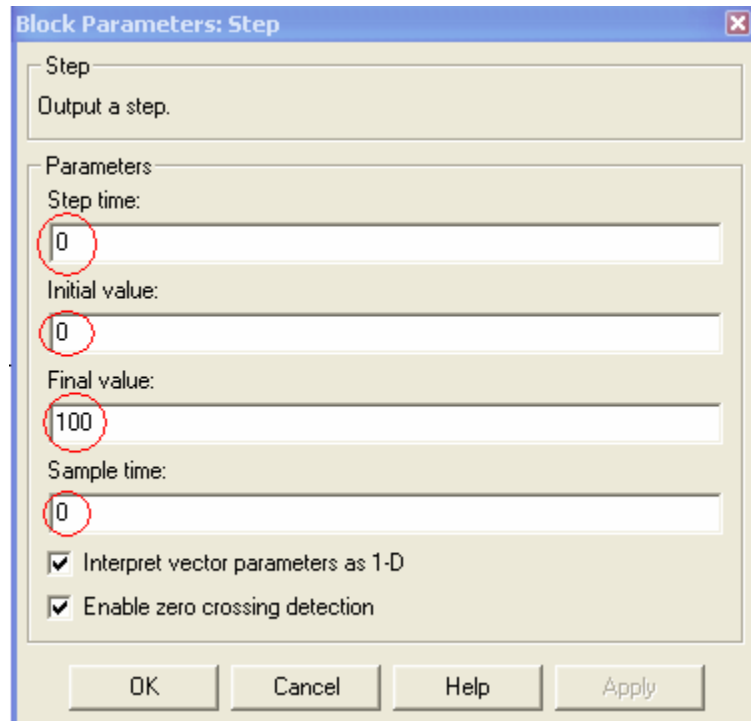 Block Parameters: Step
Step
Output a step.
Parameters
Step time:
0
Initial value:
0
Final value:
100
Sample time:
0
Interpret vector parameters as 1-D
Enable zero crossing detection
OK Cancel Help Apply